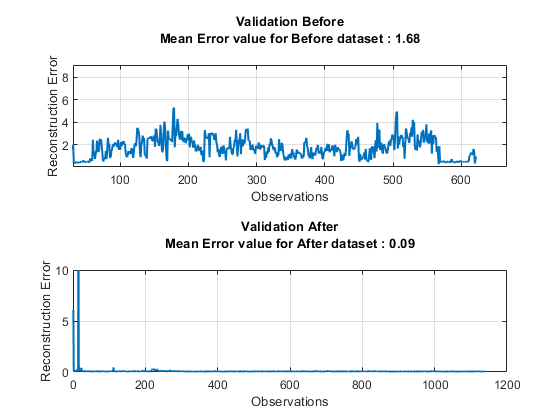 Validation Before
Mean Error value for Before dataset : 1.68
Reconstruction Error
8
6
4
2
100 200 300 400 500 600
Observations
Validation After
Mean Error value for After dataset : 0.09
Reconstruction Error
10
5
0
0 200 400 600 800 1000 1200
Observations